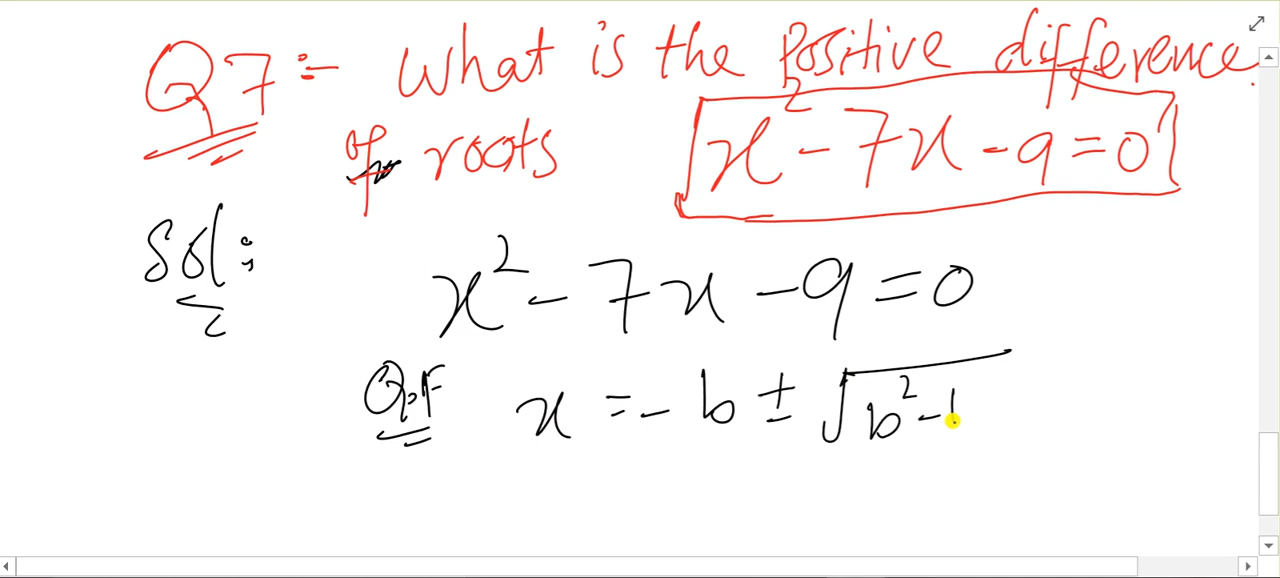 Q7:- What is the Positive difference.
of roots x² - 7x - 9 = 0
Sol:
x² - 7x - 9 = 0
Q.F x = - b ± √b² -